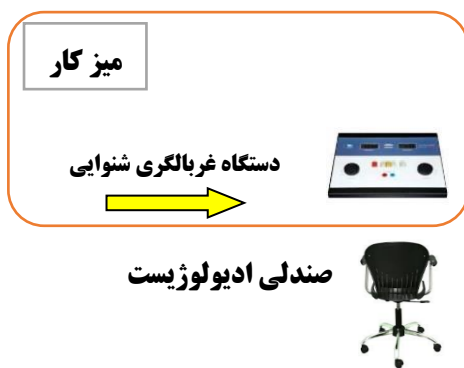 میز کار
دستگاه غربالگری شنوایی
صندلی ادیولوژیست